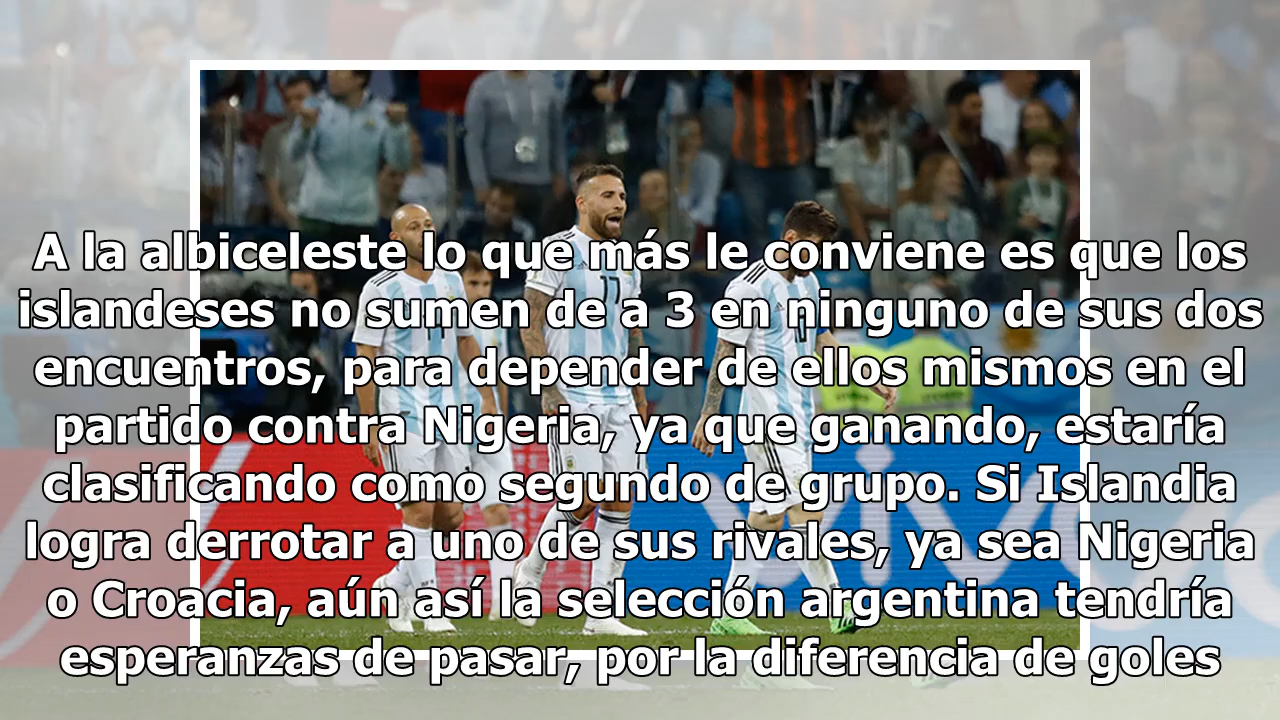 A la albiceleste lo que más le conviene es que los
islandeses no sumen de a 3 en ninguno de sus dos
encuentros, para depender de ellos mismos en el
partido contra Nigeria, ya que ganando, estaría
clasificando como segundo de grupo. Si Islandia
logra derrotar a uno de sus rivales, ya sea Nigeria
o Croacia, aún así la selección argentina tendría
esperanzas de pasar, por la diferencia de goles
17
10
vivo